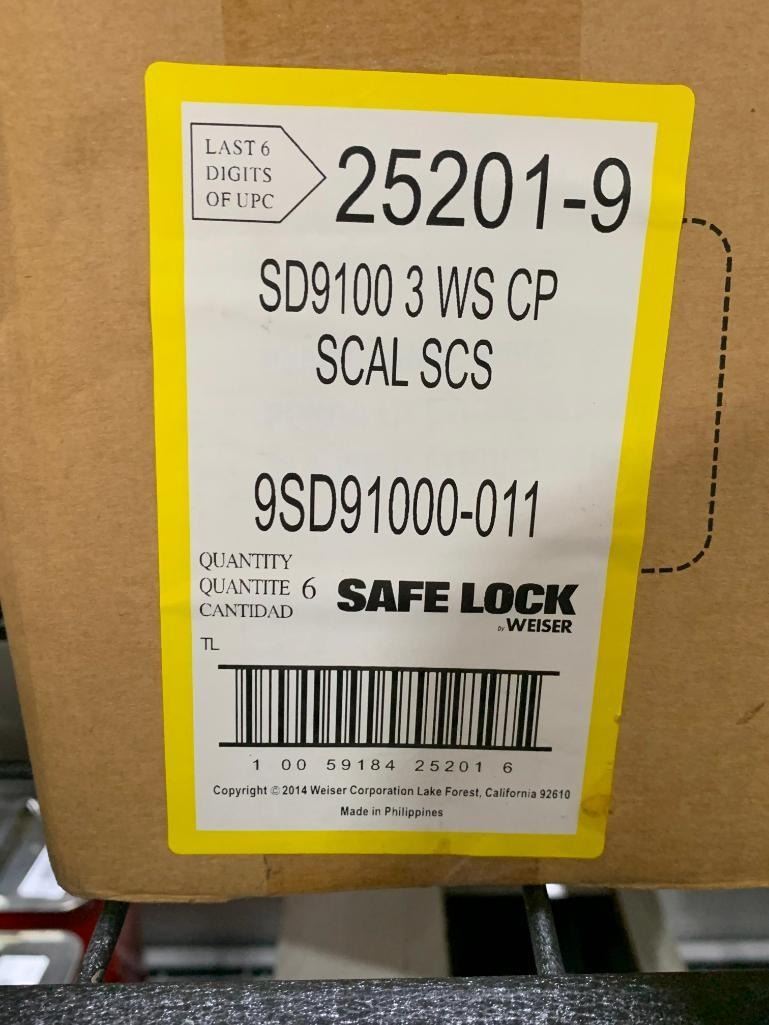 LAST 6
DIGITS
OF UPC
25201-9
SD9100 3 WS CP
SCAL SCS
9SD91000-011
QUANTITY
QUANTITE 6
CANTIDAD
SAFE LOCK
by WEISER
TL
1 00 59184 25201 6
Copyright © 2014 Weiser Corporation Lake Forest, California 92610
Made in Philippines